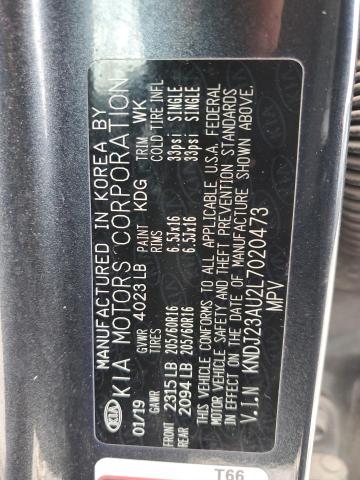 MANUFACTURED IN KOREA BY
KIA KIA MOTORS CORPORATION
01/19 GVWR 4023 LB PAINT KDG TRIM WK
GAWR RIMS COLD TIRE INFL
FRONT 2315 LB 205/60R16 6.5Jx16 33psi SINGLE
REAR 2094 LB 205/60R16 6.5Jx16 33psi SINGLE
THIS VEHICLE CONFORMS TO ALL APPLICABLE U.S.A. FEDERAL
MOTOR VEHICLE SAFETY AND THEFT PREVENTION STANDARDS
IN EFFECT ON THE DATE OF MANUFACTURE SHOWN ABOVE.
V.I.N KNDJ23AU2L7020473
MPV
T66